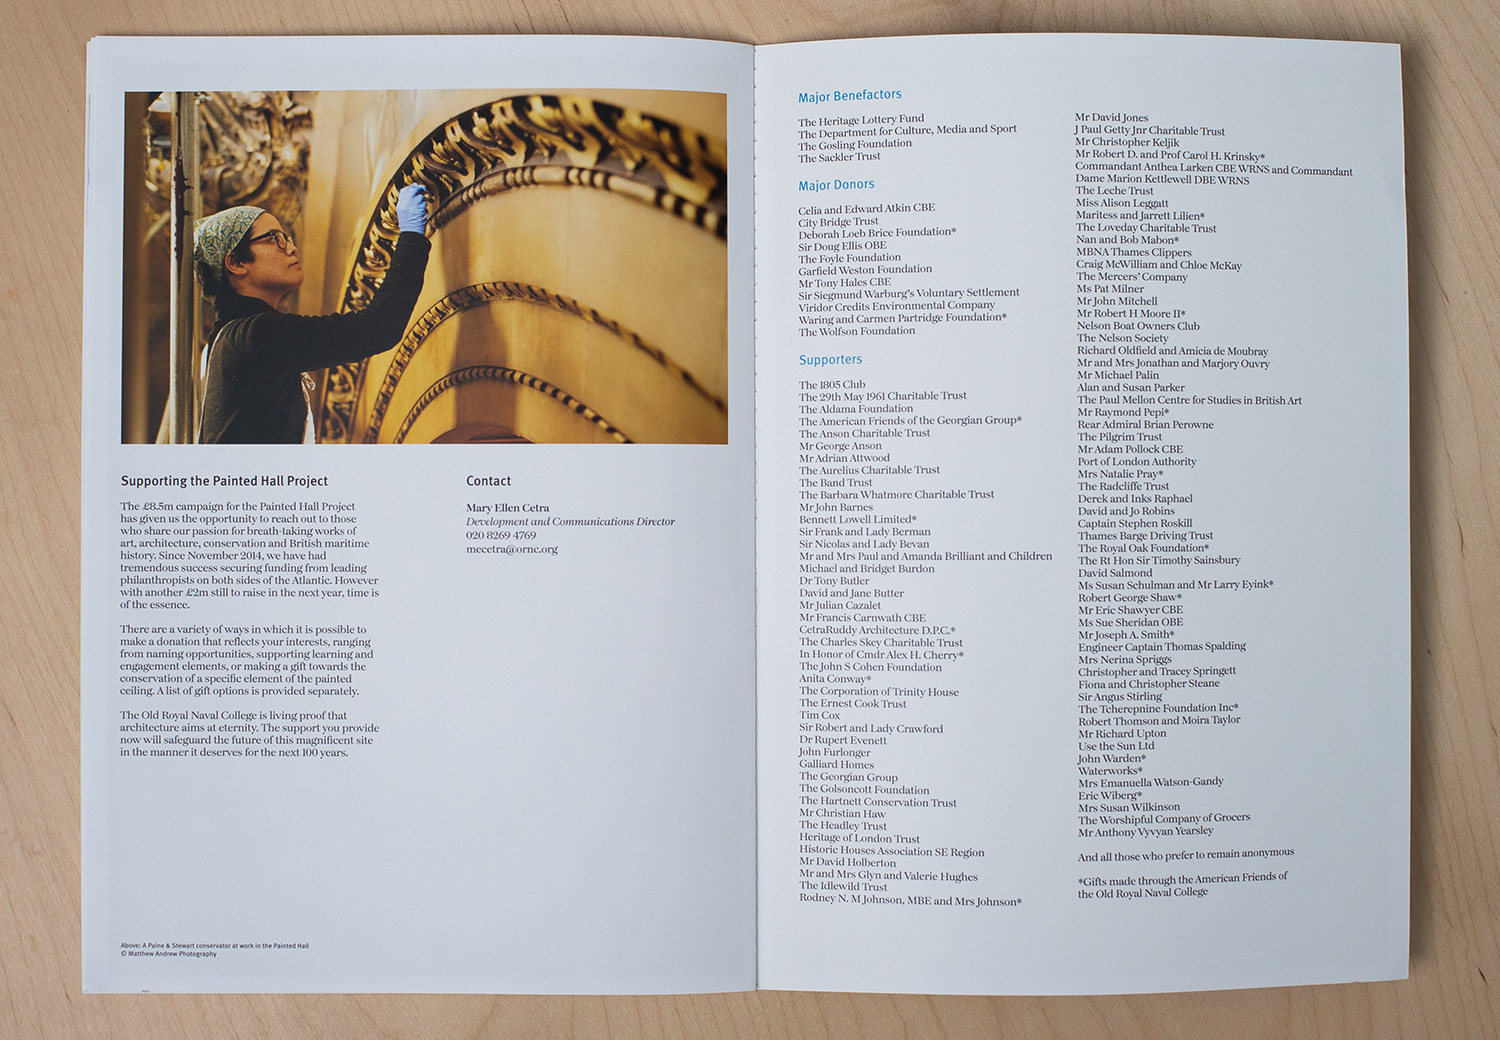 Supporting the Painted Hall Project
The £8.5m campaign for the Painted Hall Project
has given us the opportunity to reach out to those
who share our passion for breath-taking works of
art, architecture, conservation and British maritime
history. Since November 2014, we have had
tremendous success securing funding from leading
philanthropists on both sides of the Atlantic. However
with another £2m still to raise in the next year, time is
of the essence.
There are a variety of ways in which it is possible to
make a donation that reflects your interests, ranging
from naming opportunities, supporting learning and
engagement elements, or making a gift towards the
conservation of a specific element of the painted
ceiling. A list of gift options is provided separately.
The Old Royal Naval College is living proof that
architecture aims at eternity. The support you provide
now will safeguard the future of this magnificent site
in the manner it deserves for the next 100 years.
Contact
Mary Ellen Cetra
Development and Communications Director
020 8269 4769
mecetra@ornc.org
Above: A Paine & Stewart conservator at work in the Painted Hall
© Matthew Andrew Photography
Major Benefactors
The Heritage Lottery Fund
The Department for Culture, Media and Sport
The Gosling Foundation
The Sackler Trust
Major Donors
Celia and Edward Atkin CBE
City Bridge Trust
Deborah Loeb Brice Foundation*
Sir Doug Ellis OBE
The Foyle Foundation
Garfield Weston Foundation
Mr Tony Hales CBE
Sir Siegmund Warburg's Voluntary Settlement
Viridor Credits Environmental Company
Waring and Carmen Partridge Foundation*
The Wolfson Foundation
Supporters
The 1805 Club
The 29th May 1961 Charitable Trust
The Aldama Foundation
The American Friends of the Georgian Group*
The Anson Charitable Trust
Mr George Anson
Mr Adrian Attwood
The Aurelius Charitable Trust
The Band Trust
The Barbara Whatmore Charitable Trust
Mr John Barnes
Bennett Lowell Limited*
Sir Frank and Lady Berman
Sir Nicolas and Lady Bevan
Mr and Mrs Paul and Amanda Brilliant and Children
Michael and Bridget Burdon
Dr Tony Butler
David and Jane Butter
Mr Julian Cazalet
Mr Francis Carnwath CBE
CetraRuddy Architecture D.P.C.*
The Charles Skey Charitable Trust
In Honor of Cmdr Alex H. Cherry*
The John S Cohen Foundation
Anita Conway*
The Corporation of Trinity House
The Ernest Cook Trust
Tim Cox
Sir Robert and Lady Crawford
Dr Rupert Evenett
John Furlonger
Galliard Homes
The Georgian Group
The Golsoncott Foundation
The Hartnett Conservation Trust
Mr Christian Haw
The Headley Trust
Heritage of London Trust
Historic Houses Association SE Region
Mr David Holberton
Mr and Mrs Glyn and Valerie Hughes
The Idlewild Trust
Rodney N. M Johnson, MBE and Mrs Johnson*
Mr David Jones
J Paul Getty Jnr Charitable Trust
Mr Christopher Keljik
Mr Robert D. and Prof Carol H. Krinsky*
Commandant Anthea Larken CBE WRNS and Commandant
Dame Marion Kettlewell DBE WRNS
The Leche Trust
Miss Alison Leggatt
Maritess and Jarrett Lilien*
The Loveday Charitable Trust
Nan and Bob Mabon*
MBNA Thames Clippers
Craig McWilliam and Chloe McKay
The Mercers' Company
Ms Pat Milner
Mr John Mitchell
Mr Robert H Moore II*
Nelson Boat Owners Club
The Nelson Society
Richard Oldfield and Amicia de Moubray
Mr and Mrs Jonathan and Marjory Ouvry
Mr Michael Palin
Alan and Susan Parker
The Paul Mellon Centre for Studies in British Art
Mr Raymond Pepi*
Rear Admiral Brian Perowne
The Pilgrim Trust
Mr Adam Pollock CBE
Port of London Authority
Mrs Natalie Pray*
The Radcliffe Trust
Derek and Inks Raphael
David and Jo Robins
Captain Stephen Roskill
Thames Barge Driving Trust
The Royal Oak Foundation*
The Rt Hon Sir Timothy Sainsbury
David Salmond
Ms Susan Schulman and Mr Larry Eyink*
Robert George Shaw*
Mr Eric Shawyer CBE
Ms Sue Sheridan OBE
Mr Joseph A. Smith*
Engineer Captain Thomas Spalding
Mrs Nerina Spriggs
Christopher and Tracey Springett
Fiona and Christopher Steane
Sir Angus Stirling
The Tcherepnine Foundation Inc*
Robert Thomson and Moira Taylor
Mr Richard Upton
Use the Sun Ltd
John Warden*
Waterworks*
Mrs Emanuella Watson-Gandy
Eric Wiberg*
Mrs Susan Wilkinson
The Worshipful Company of Grocers
Mr Anthony Vyvyan Yearsley
And all those who prefer to remain anonymous
*Gifts made through the American Friends of
the Old Royal Naval College